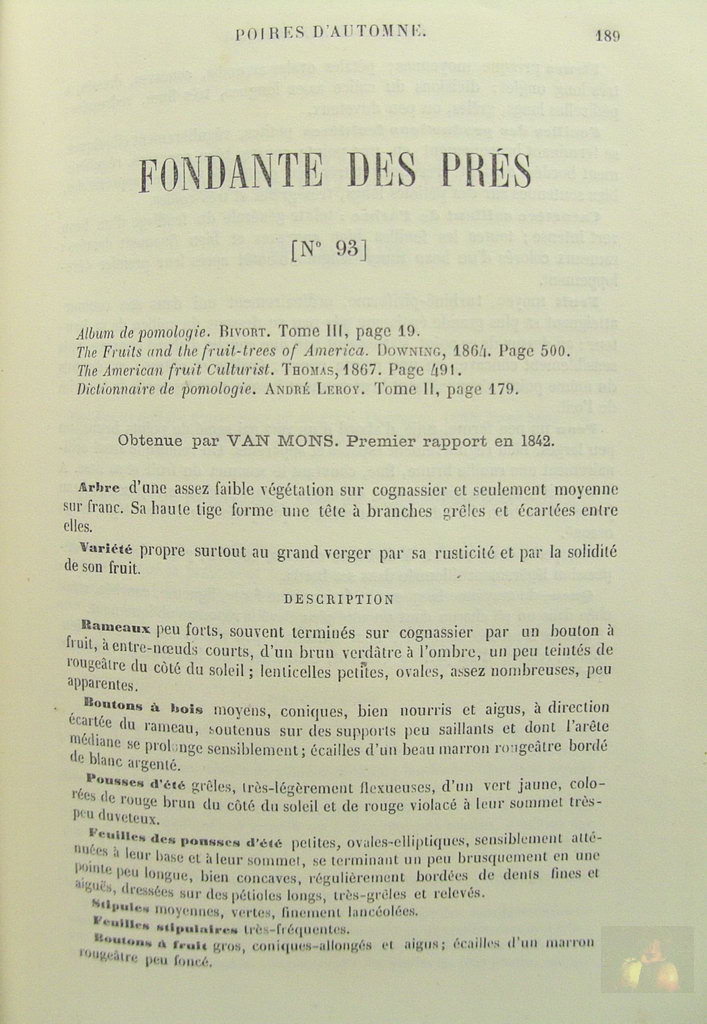 POIRES D'AUTOMNE. 189
FONDANTE DES PRÉS
[N° 93]
Album de pomologie. BIVORT. Tome III, page 19.
The Fruits and the fruit-trees of America. DOWNING, 1864. Page 500.
The American fruit Culturist. THOMAS, 1867. Page 491.
Dictionnaire de pomologie. ANDRÉ LEROY. Tome II, page 179.
Obtenue par VAN MONS. Premier rapport en 1842.
Arbre d'une assez faible végétation sur cognassier et seulement moyenne
sur franc. Sa haute tige forme une tête à branches grêles et écartées entre
elles.
Variété propre surtout au grand verger par sa rusticité et par la solidité
de son fruit.
DESCRIPTION
Rameaux peu forts, souvent terminés sur cognassier par un bouton à
fruit, à entre-nœuds courts, d'un brun verdâtre à l'ombre, un peu teintés de
rougeâtre du côté du soleil ; lenticelles petites, ovales, assez nombreuses, peu
apparentes.
Boutons à bois moyens, coniques, bien nourris et aigus, à direction
écartée du rameau, soutenus sur des supports peu saillants et dont l'arête
médiane se prolonge sensiblement ; écailles d'un beau marron rougeâtre bordé
de blanc argenté.
Pousses d'été grêles, très-légèrement flexueuses, d'un vert jaune, colo-
rées de rouge brun du côté du soleil et de rouge violacé à leur sommet très-
peu duveteux.
Feuilles des pousses d'été petites, ovales-elliptiques, sensiblement atté-
nuées à leur base et à leur sommet, se terminant un peu brusquement en une
pointe peu longue, bien concaves, régulièrement bordées de dents fines et
aiguës, dressées sur des pétioles longs, très-grêles et relevés.
Stipules moyennes, vertes, finement lancéolées.
Feuilles stipulaires très-fréquentes.
Boutons à fruit gros, coniques-allongés et aigus ; écailles d'un marron
rougeâtre peu foncé.